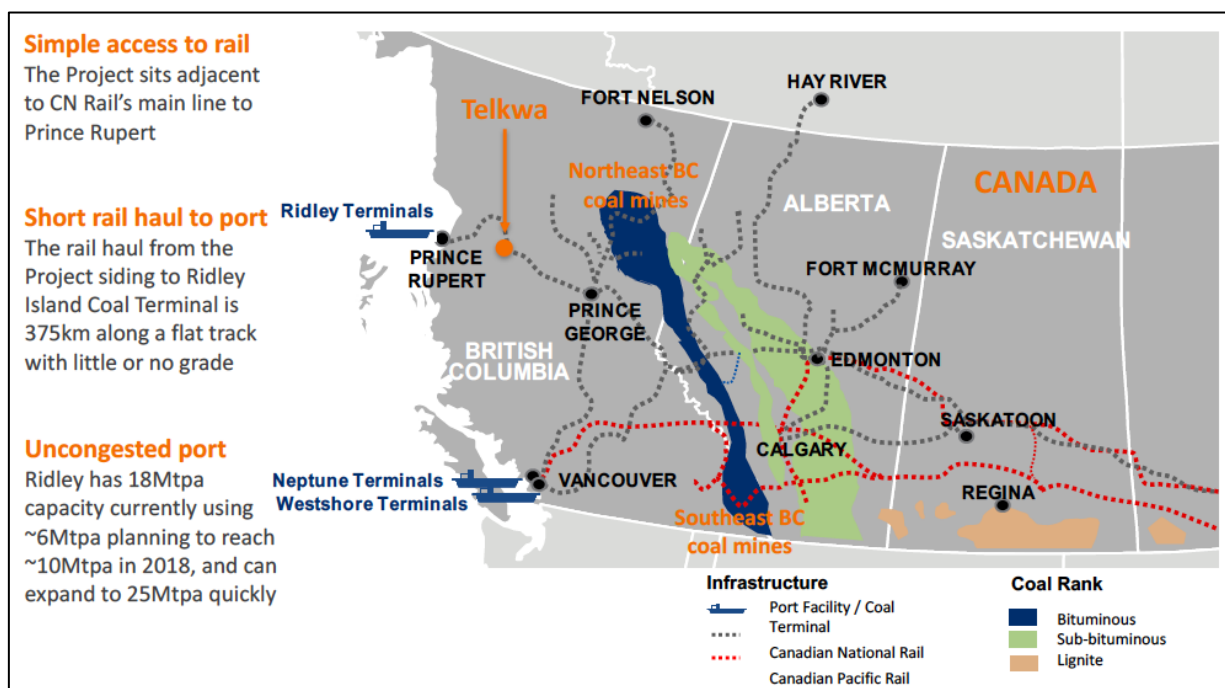 Simple access to rail
The Project sits adjacent
to CN Rail's main line to
Prince Rupert
Short rail haul to port
The rail haul from the
Project siding to Ridley
Island Coal Terminal is
375km along a flat track
with little or no grade
Uncongested port
Ridley has 18Mtpa
capacity currently using
~6Mtpa planning to reach
~10Mtpa in 2018, and can
expand to 25Mtpa quickly
Telkwa
FORT NELSON
HAY RIVER
Northeast BC
coal mines
ALBERTA
CANADA
SASKATCHEWAN
Ridley Terminals
PRINCE
RUPERT
FORT MCMURRAY
PRINCE
GEORGE
BRITISH
COLUMBIA
EDMONTON
SASKATOON
CALGARY
Neptune Terminals
Westshore Terminals
VANCOUVER
REGINA
Southeast BC
coal mines
Infrastructure
Port Facility / Coal
Terminal
Canadian National Rail
Canadian Pacific Rail
Coal Rank
Bituminous
Sub-bituminous
Lignite